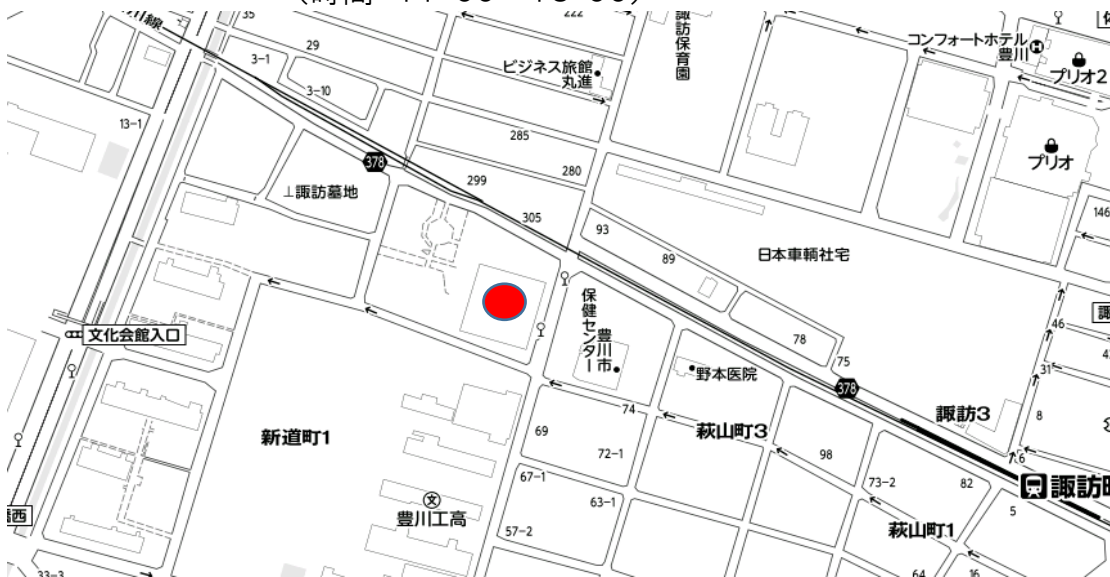 川線
35
29
222
諏訪保育園
コンフォートホテル
豊川
プリオ2
3-1
3-10
ビジネス旅館
丸進
13-1
285
プリオ
378
280
299
⊥諏訪墓地
305
146
93
89
日本車輌社宅
豊川市
保健センター
文化会館入口
46
78
75
31
野本医院
378
74
諏訪3
8
新道町1
69
萩山町3
72-1
98
6
67-1
73-2
82
63-1
5
文
豊川工高
57-2
萩山町1
33-3
64
16